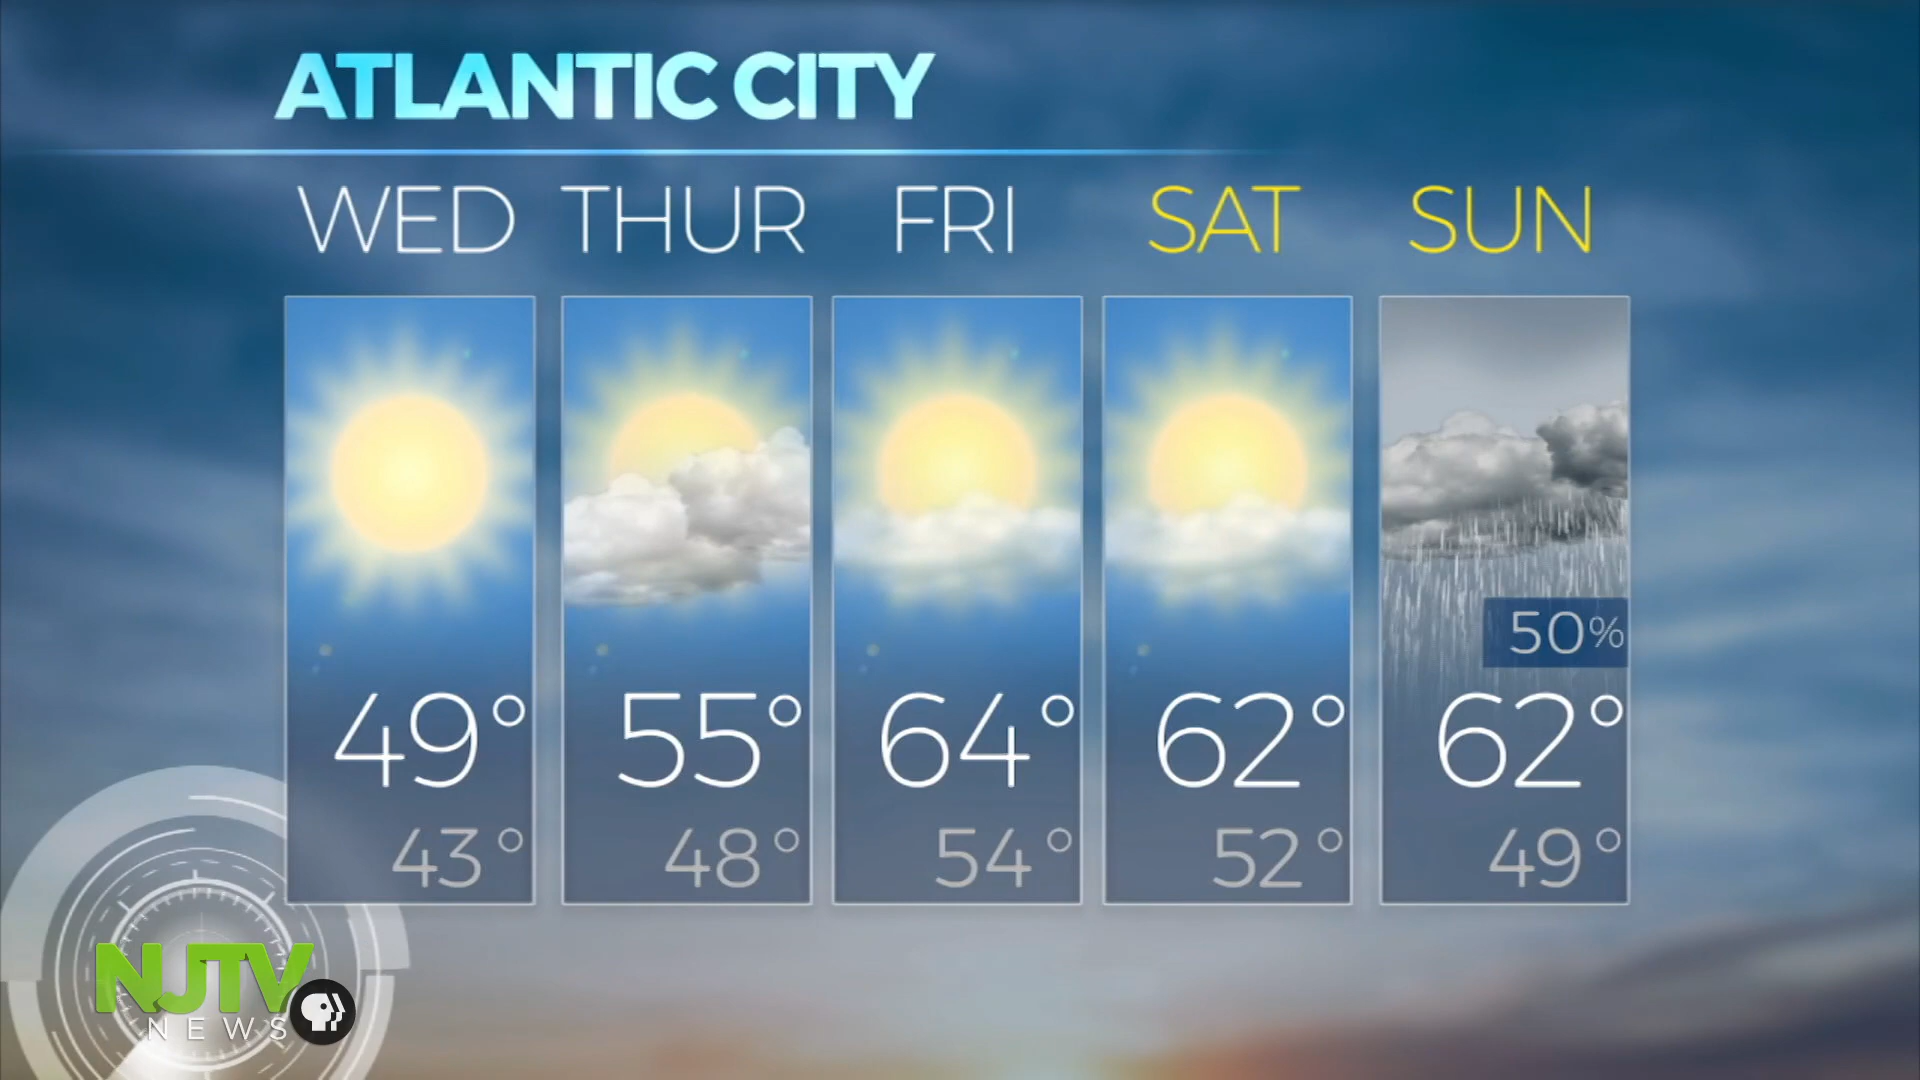 ATLANTIC CITY
WED THUR FRI SAT SUN
50%
49° 55° 64° 62° 62°
43° 48° 54° 52° 49°
NJTV
NEWS